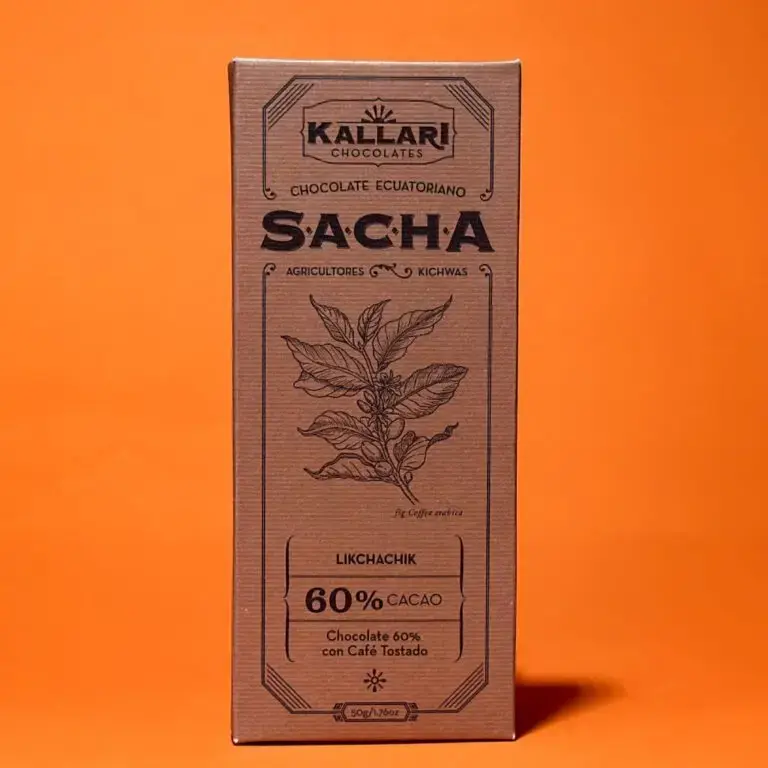 KALLARI
CHOCOLATES
CHOCOLATE ECUATORIANO
S·A·C·H·A
AGRICULTORES KICHWAS
fig Coffea arabica
LIKCHACHIK
60% CACAO
Chocolate 60%
con Café Tostado
50g/1.76oz